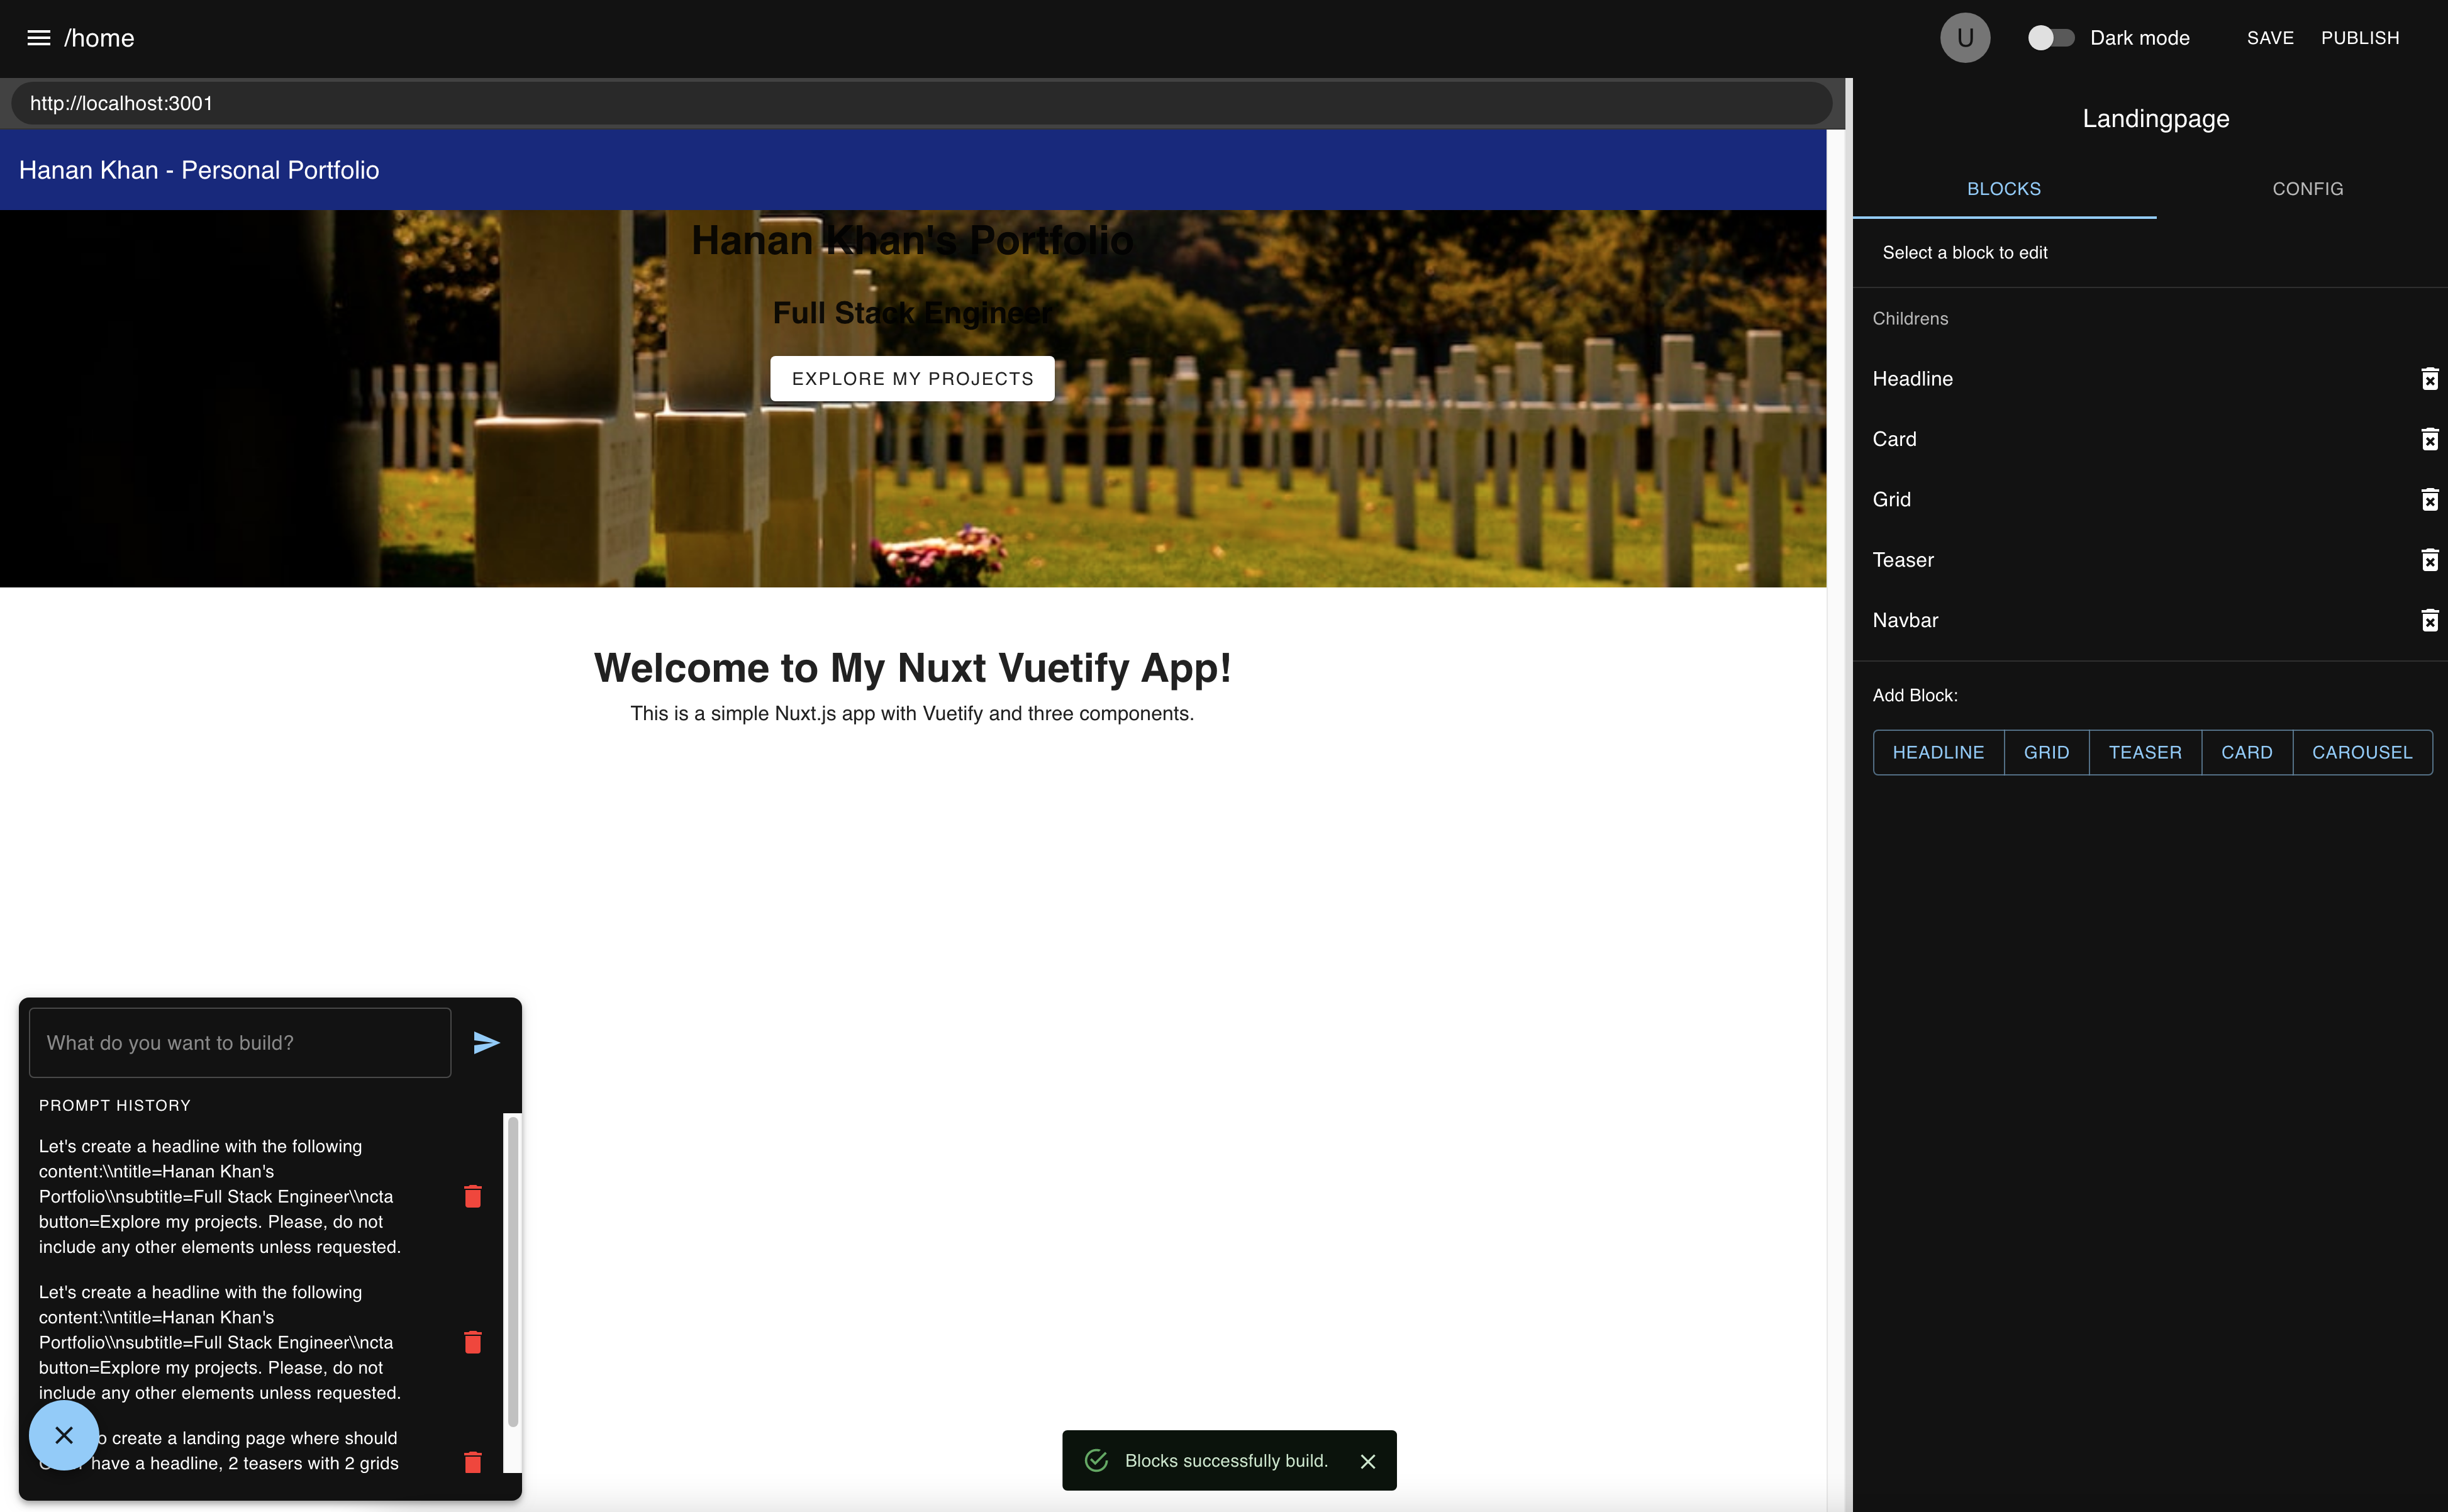 /home
U
Dark mode
SAVE
PUBLISH
http://localhost:3001
Hanan Khan - Personal Portfolio
Hanan Khan's Portfolio
Full Stack Engineer
EXPLORE MY PROJECTS
Welcome to My Nuxt Vuetify App!
This is a simple Nuxt.js app with Vuetify and three components.
What do you want to build?
PROMPT HISTORY
Let's create a headline with the following
content:\\ntitle=Hanan Khan's
Portfolio\\nsubtitle=Full Stack Engineer\\ncta
button=Explore my projects. Please, do not
include any other elements unless requested.
Let's create a headline with the following
content:\\ntitle=Hanan Khan's
Portfolio\\nsubtitle=Full Stack Engineer\\ncta
button=Explore my projects. Please, do not
include any other elements unless requested.
create a landing page where should
have a headline, 2 teasers with 2 grids
Blocks successfully build.
Landingpage
BLOCKS
CONFIG
Select a block to edit
Childrens
Headline
Card
Grid
Teaser
Navbar
Add Block:
HEADLINE
GRID
TEASER
CARD
CAROUSEL